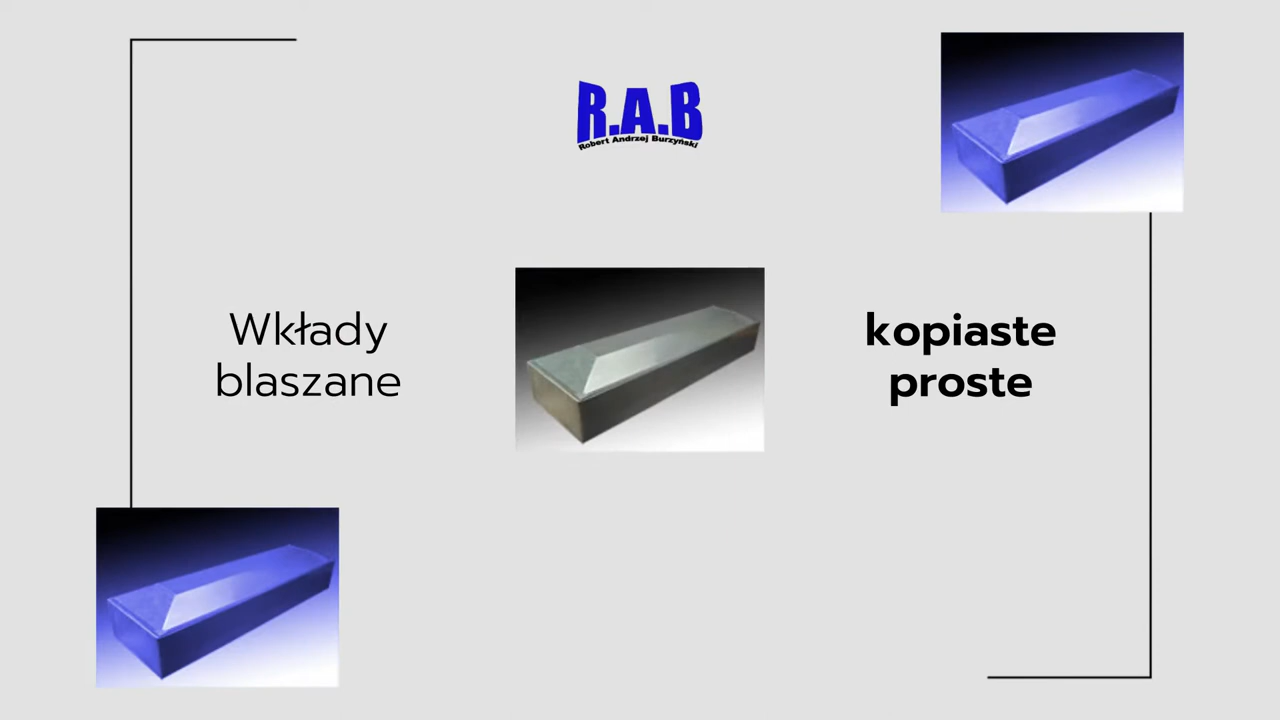 R.A.B
Robert Andrzej Burzyński
Wkłady
blaszane
kopiaste
proste